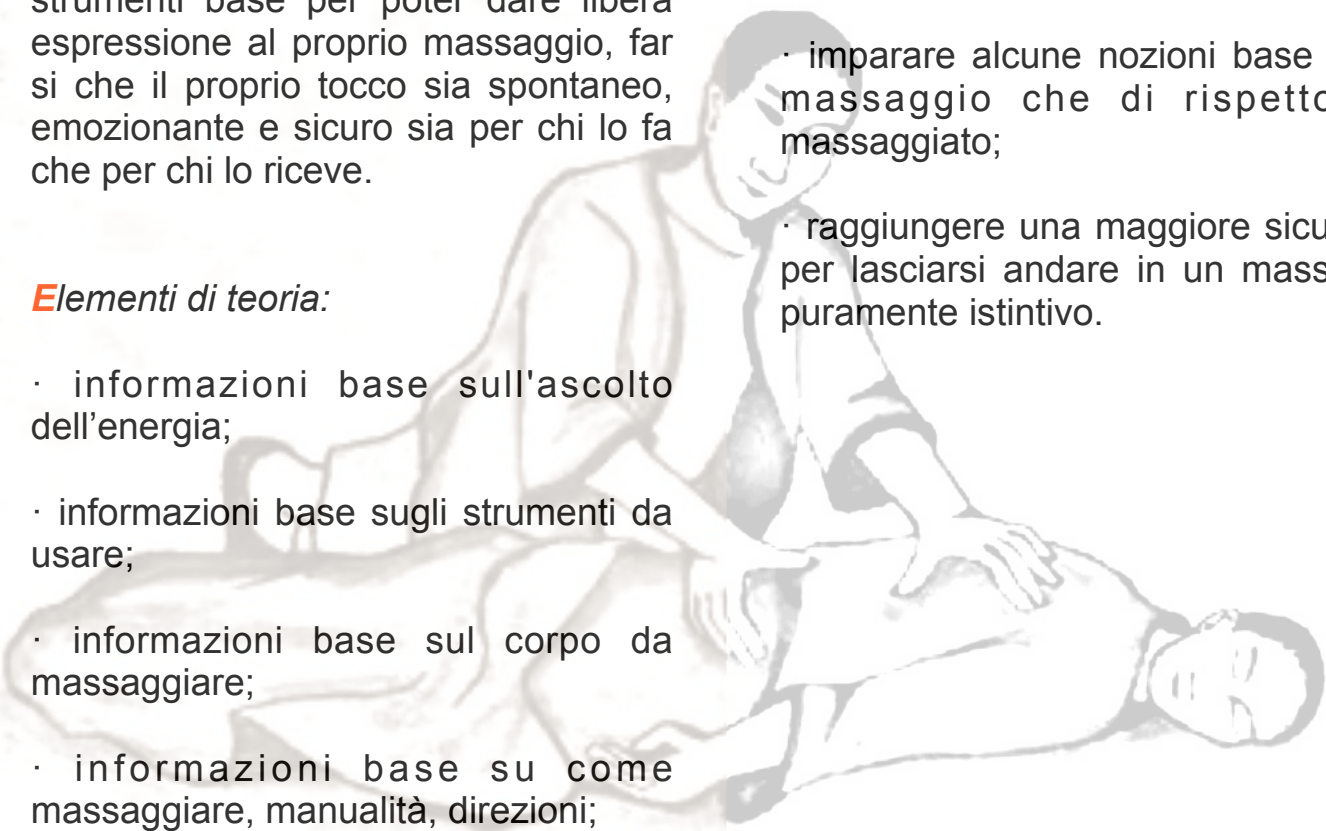 strumenti base per poter dare libera
espressione al proprio massaggio, far
si che il proprio tocco sia spontaneo,
emozionante e sicuro sia per chi lo fa
che per chi lo riceve.
Elementi di teoria:
· informazioni base sull'ascolto
dell’energia;
· informazioni base sugli strumenti da
usare;
· informazioni base sul corpo da
massaggiare;
· informazioni base su come
massaggiare, manualità, direzioni;
· imparare alcune nozioni base
massaggio che di rispetto
massaggiato;
· raggiungere una maggiore
per lasciarsi andare in un
puramente istintivo.